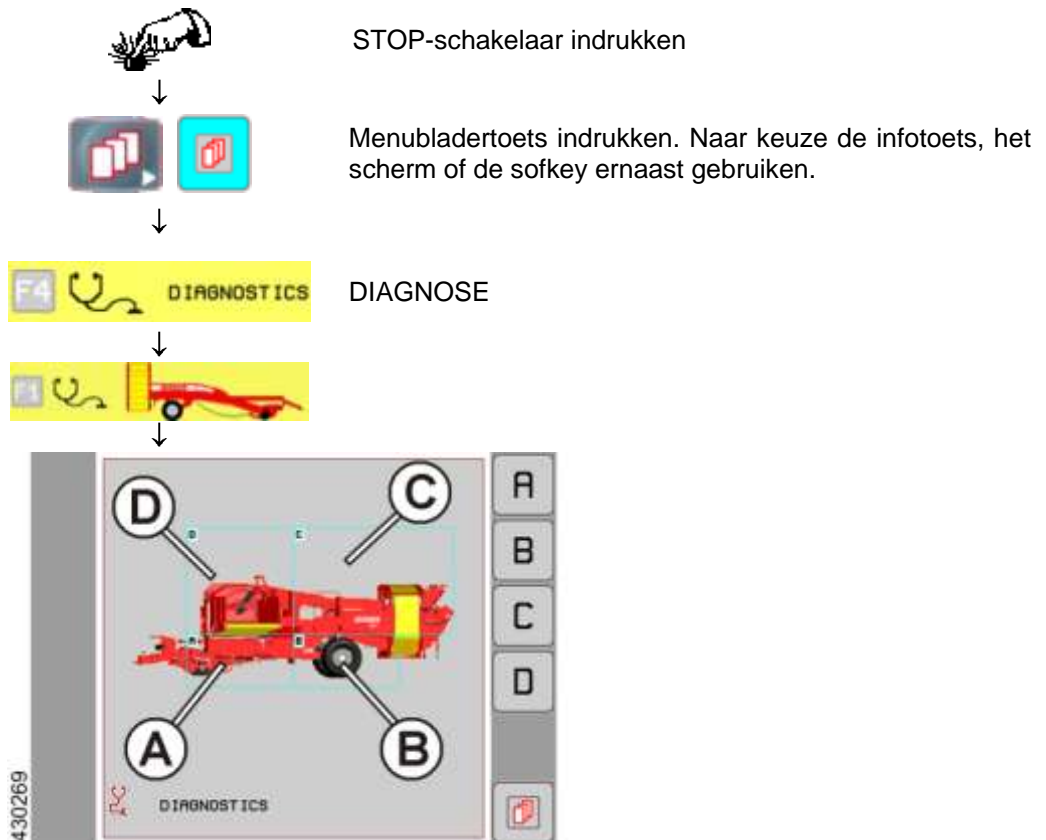 STOP-schakelaar indrukken
Menubladertoets indrukken. Naar keuze de infotoets, het
scherm of de sofkey ernaast gebruiken.
F4 DIAGNOSTICS
DIAGNOSE
F1
D
C
D
C
A
B
A
B
DIAGNOSTICS
A
B
C
D
430269